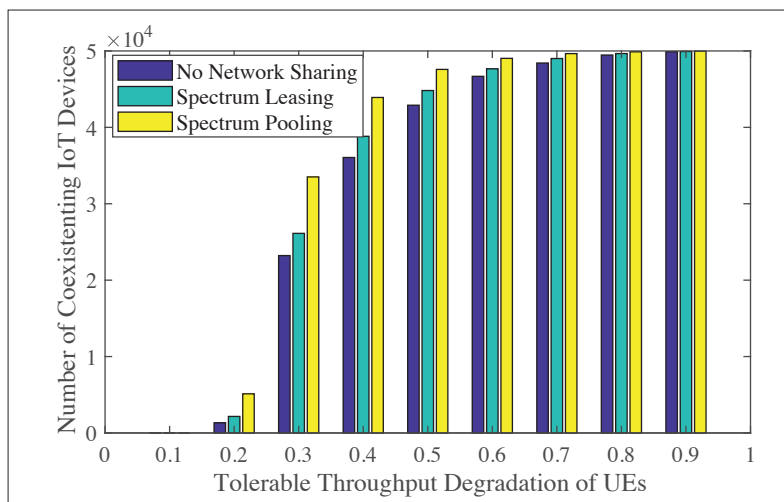 ×10⁴
No Network Sharing
Spectrum Leasing
Spectrum Pooling
Number of Coexistenting IoT Devices
5
4
3
2
1
0
0 0.1 0.2 0.3 0.4 0.5 0.6 0.7 0.8 0.9 1
Tolerable Throughput Degradation of UEs